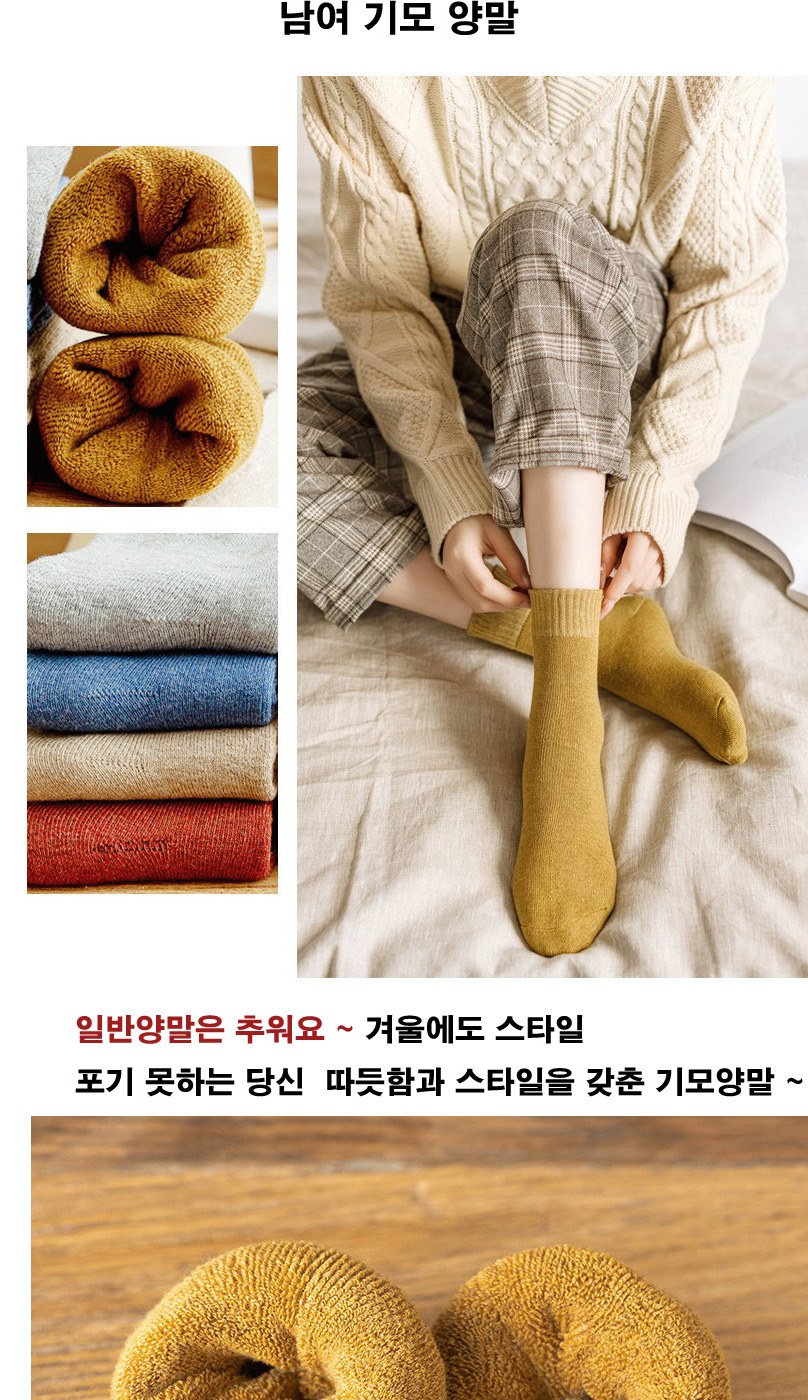 남여 기모 양말
일반양말은 추워요 ~ 겨울에도 스타일
포기 못하는 당신 따듯함과 스타일을 갖춘 기모양말 ~